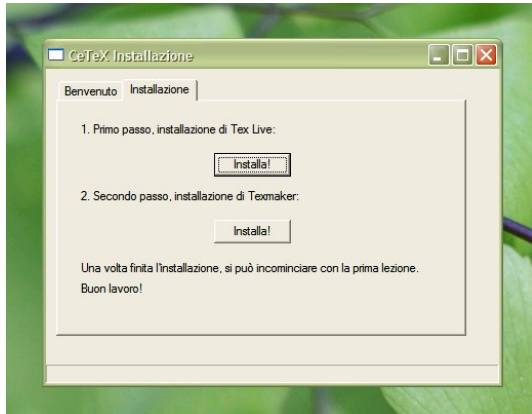 CeTeX Installazione
Benvenuto
Installazione
1. Primo passo, installazione di Tex Live:
Installa!
2. Secondo passo, installazione di Texmaker:
Installa!
Una volta finita l'installazione, si può incominciare con la prima lezione.
Buon lavoro!